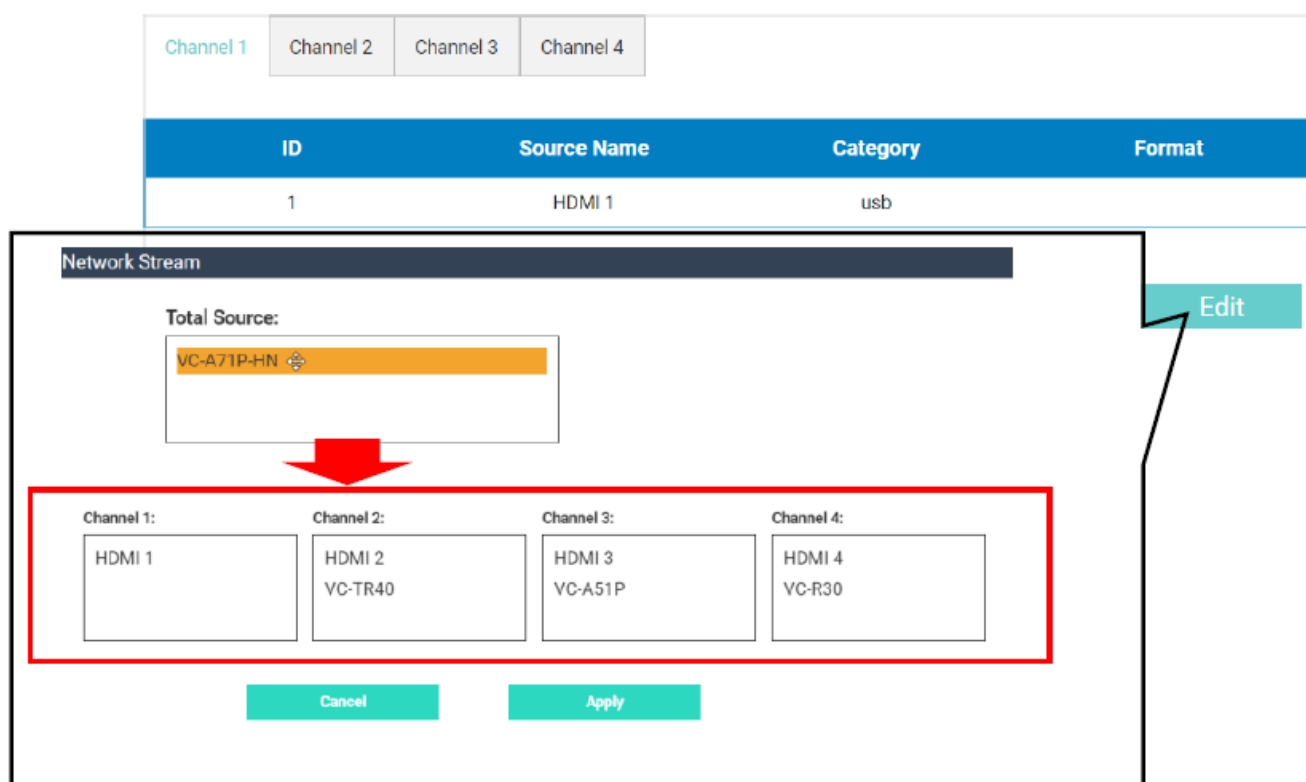 Channel 1 Channel 2 Channel 3 Channel 4
ID Source Name Category Format
1 HDMI 1 usb
Network Stream
Edit
Total Source:
VC-A71P-HN
Channel 1: Channel 2: Channel 3: Channel 4:
HDMI 1 HDMI 2 HDMI 3 HDMI 4
VC-TR40 VC-A51P VC-R30
Cancel Apply